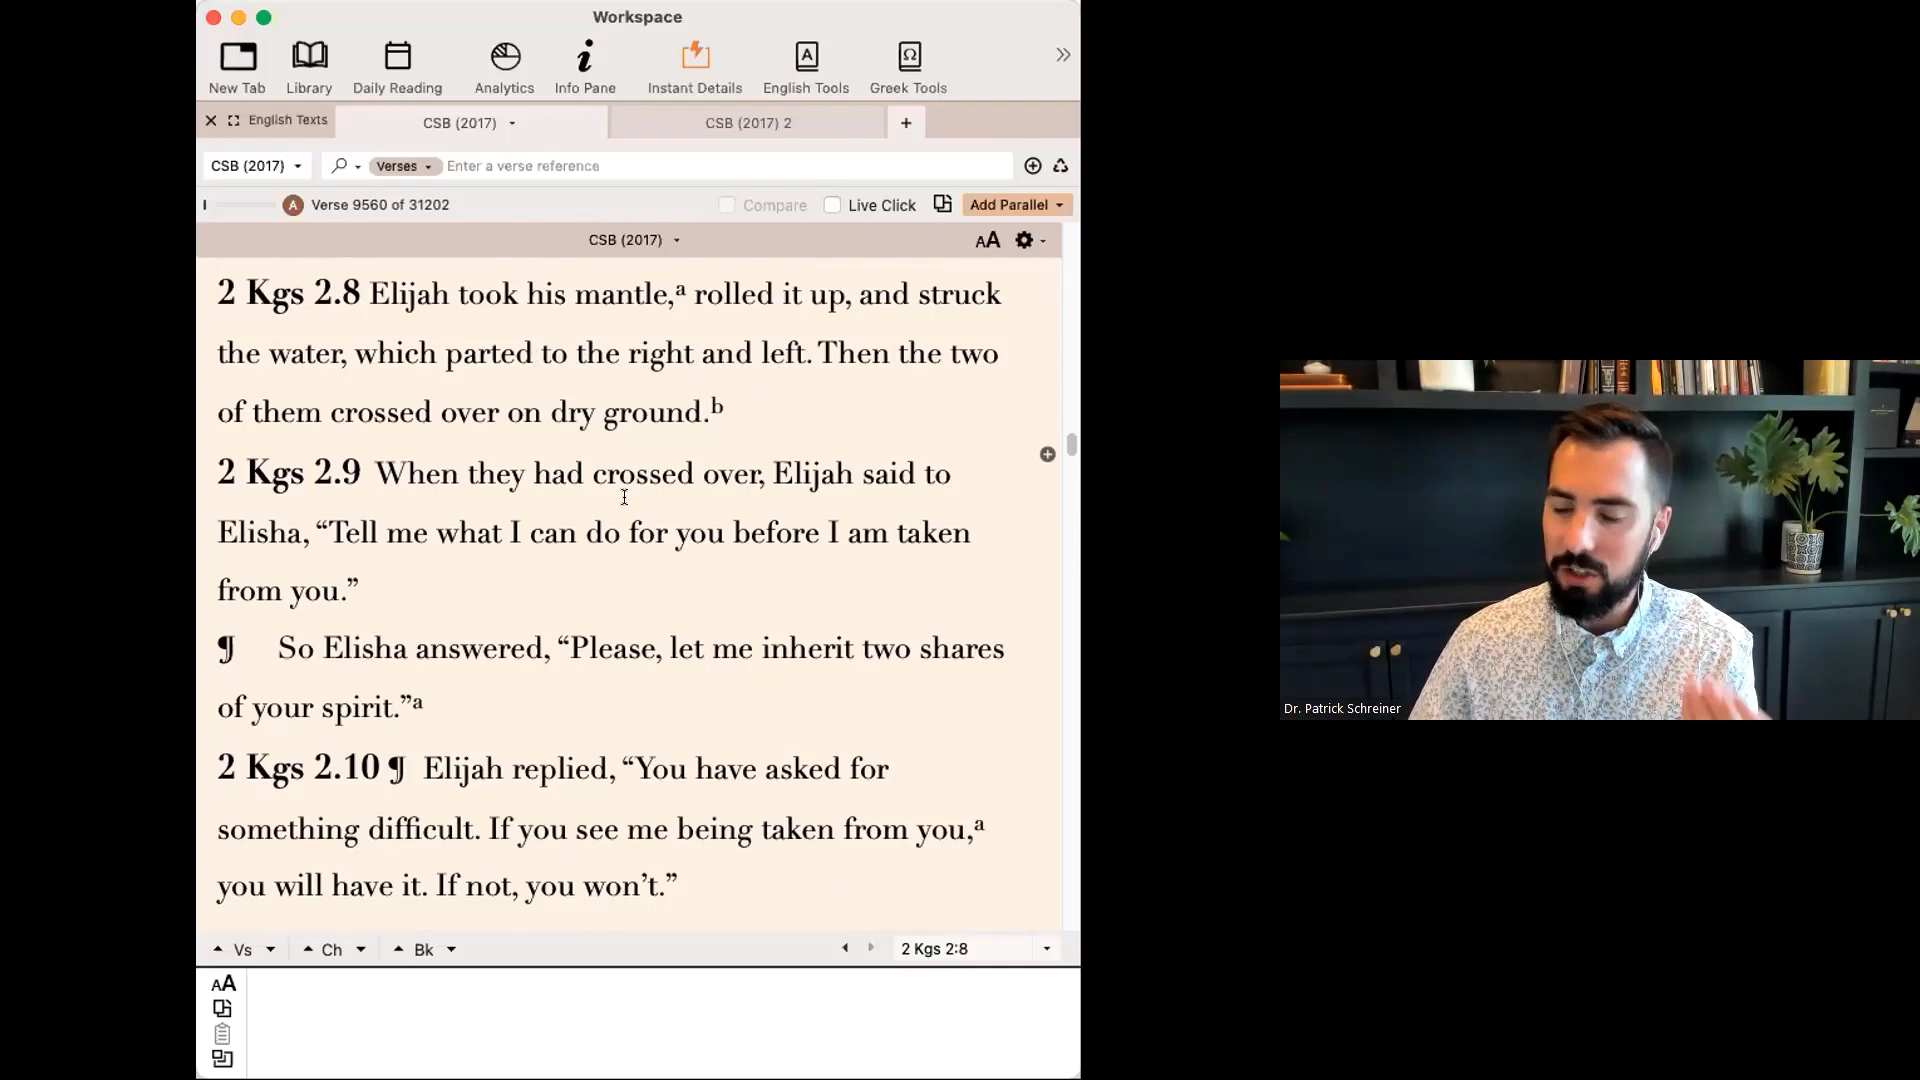 Workspace
New Tab
Library
Daily Reading
Analytics
Info Pane
Instant Details
English Tools
Greek Tools
English Texts
CSB (2017)
CSB (2017) 2
CSB (2017)
Verses
Enter a verse reference
Verse 9560 of 31202
Compare
Live Click
Add Parallel
CSB (2017)
AA
2 Kgs 2.8 Elijah took his mantle,a rolled it up, and struck
the water, which parted to the right and left. Then the two
of them crossed over on dry ground.b
2 Kgs 2.9 When they had crossed over, Elijah said to
Elisha, “Tell me what I can do for you before I am taken
from you.”
¶ So Elisha answered, “Please, let me inherit two shares
of your spirit.”a
2 Kgs 2.10 ¶ Elijah replied, “You have asked for
something difficult. If you see me being taken from you,a
you will have it. If not, you won’t.”
Vs
Ch
Bk
2 Kgs 2:8
AA
Dr. Patrick Schreiner